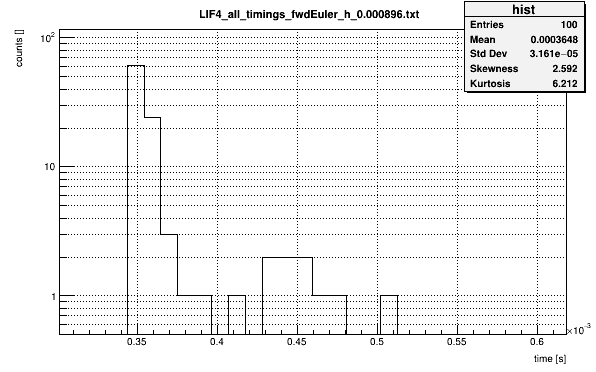 LIF4_all_timings_fwdEuler_h_0.000896.txt
hist
Entries 100
Mean 0.0003648
Std Dev 3.161e−05
Skewness 2.592
Kurtosis 6.212
counts []
10²
10
1
0.35 0.4 0.45 0.5 0.55 0.6
×10⁻³
time [s]